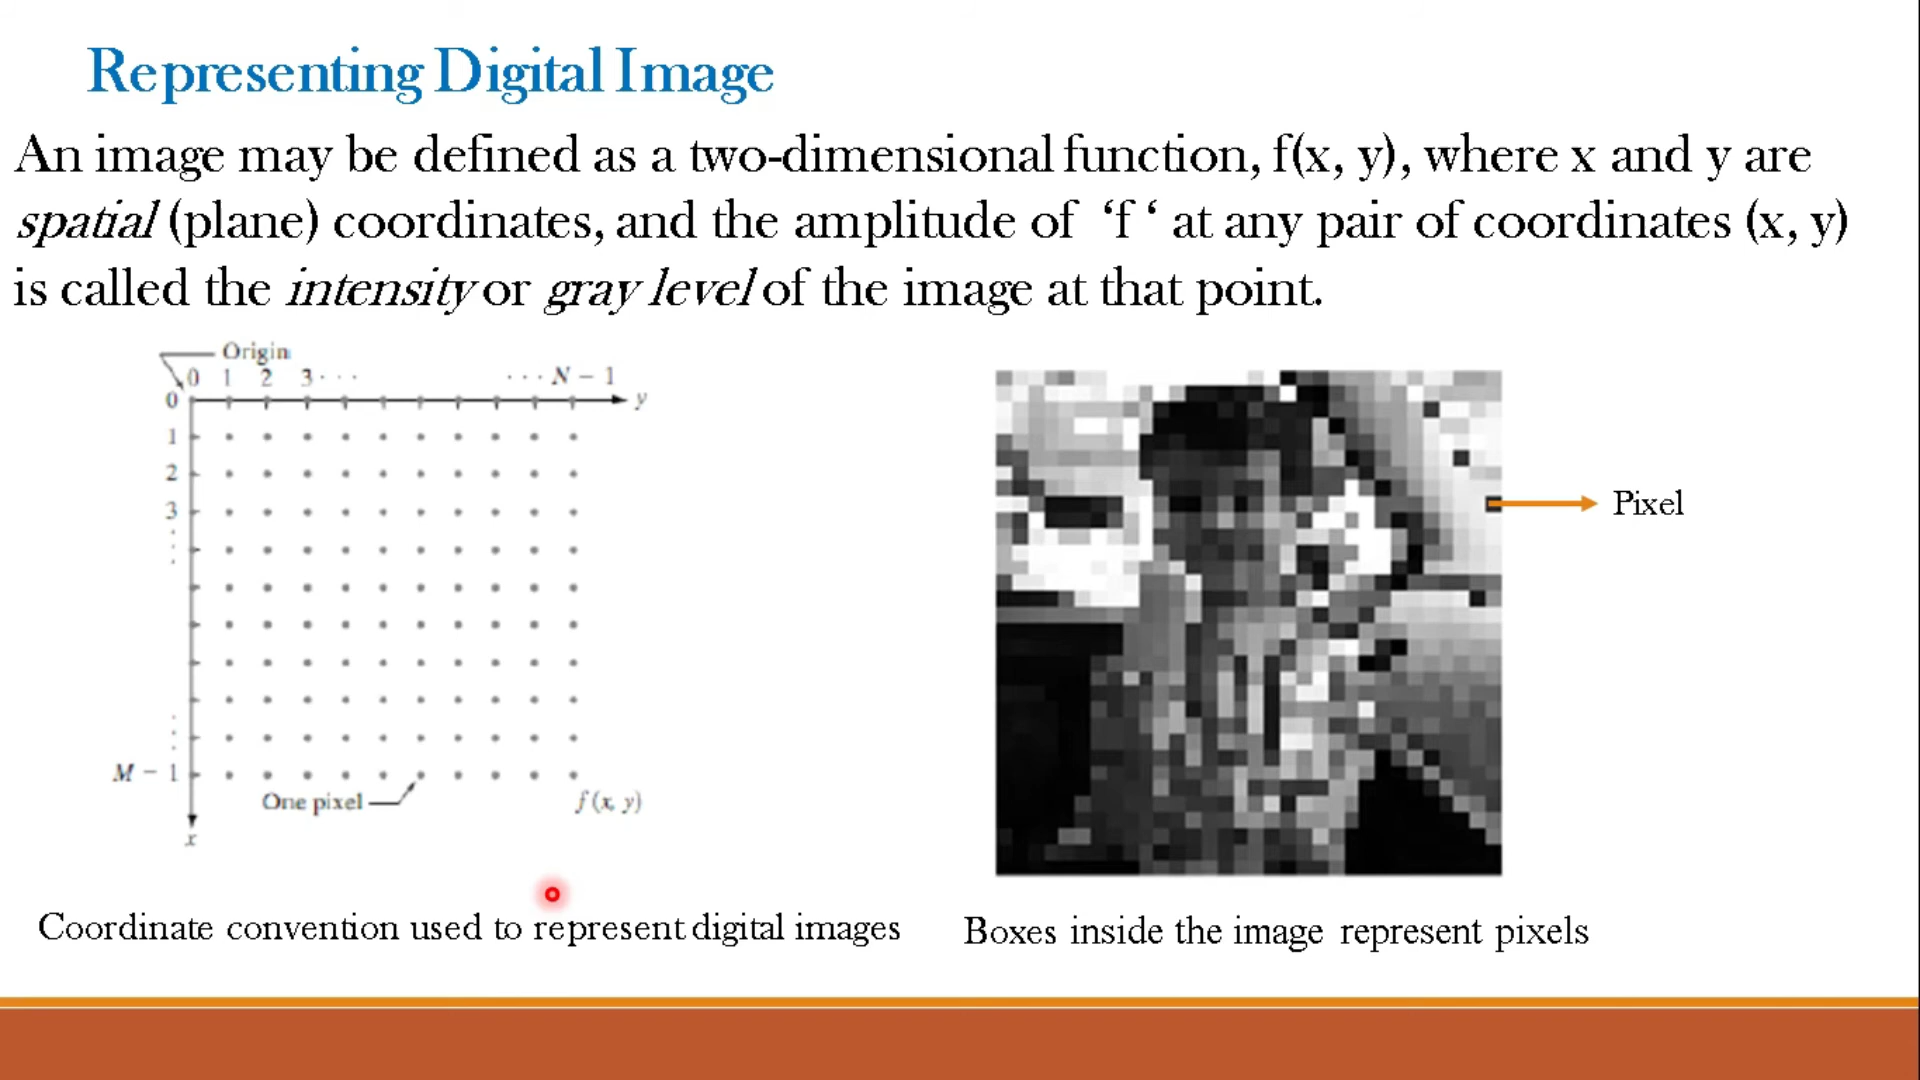 Representing Digital Image
An image may be defined as a two-dimensional function, f(x, y), where x and y are
spatial (plane) coordinates, and the amplitude of ‘f ‘ at any pair of coordinates (x, y)
is called the intensity or gray level of the image at that point.
Origin
0 1 2 3 · · · · · · N – 1
0 y
1
2
3
M – 1
One pixel
f(x, y)
x
Pixel
Coordinate convention used to represent digital images
Boxes inside the image represent pixels